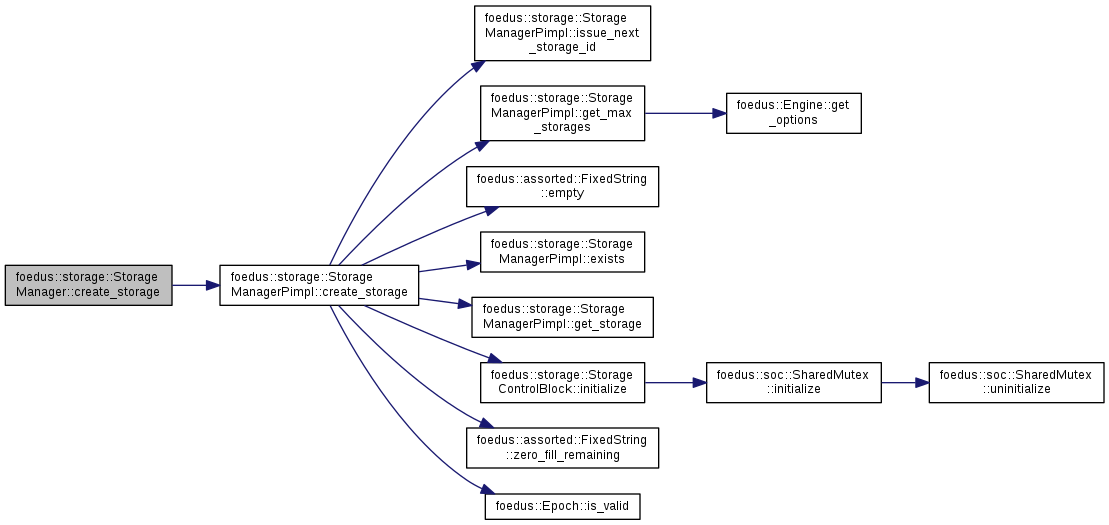 foedus::storage::Storage
ManagerPimpl::issue_next
_storage_id
foedus::storage::Storage
ManagerPimpl::get_max
_storages
foedus::Engine::get
_options
foedus::assorted::FixedString
::empty
foedus::storage::Storage
ManagerPimpl::exists
foedus::storage::Storage
Manager::create_storage
foedus::storage::Storage
ManagerPimpl::create_storage
foedus::storage::Storage
ManagerPimpl::get_storage
foedus::storage::Storage
ControlBlock::initialize
foedus::soc::SharedMutex
::initialize
foedus::soc::SharedMutex
::uninitialize
foedus::assorted::FixedString
::zero_fill_remaining
foedus::Epoch::is_valid